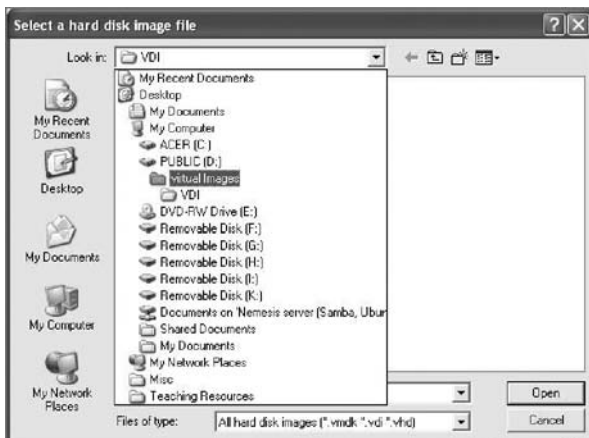 Select a hard disk image file
Look in: VDI
My Recent Documents
Desktop
My Documents
My Computer
ACER (C:)
PUBLIC (D:)
virtual Images
VDI
DVD-RW Drive (E:)
Removable Disk (F:)
Removable Disk (G:)
Removable Disk (H:)
Removable Disk (I:)
Removable Disk (K:)
Documents on 'Nemesis server (Samba, Ubur
Shared Documents
My Documents
My Network Places
Misc
Teaching Resources
My Recent
Documents
Desktop
My Documents
My Computer
My Network
Places
Open
Files of type: All hard disk images (*.vmdk *.vdi *.vhd)
Cancel